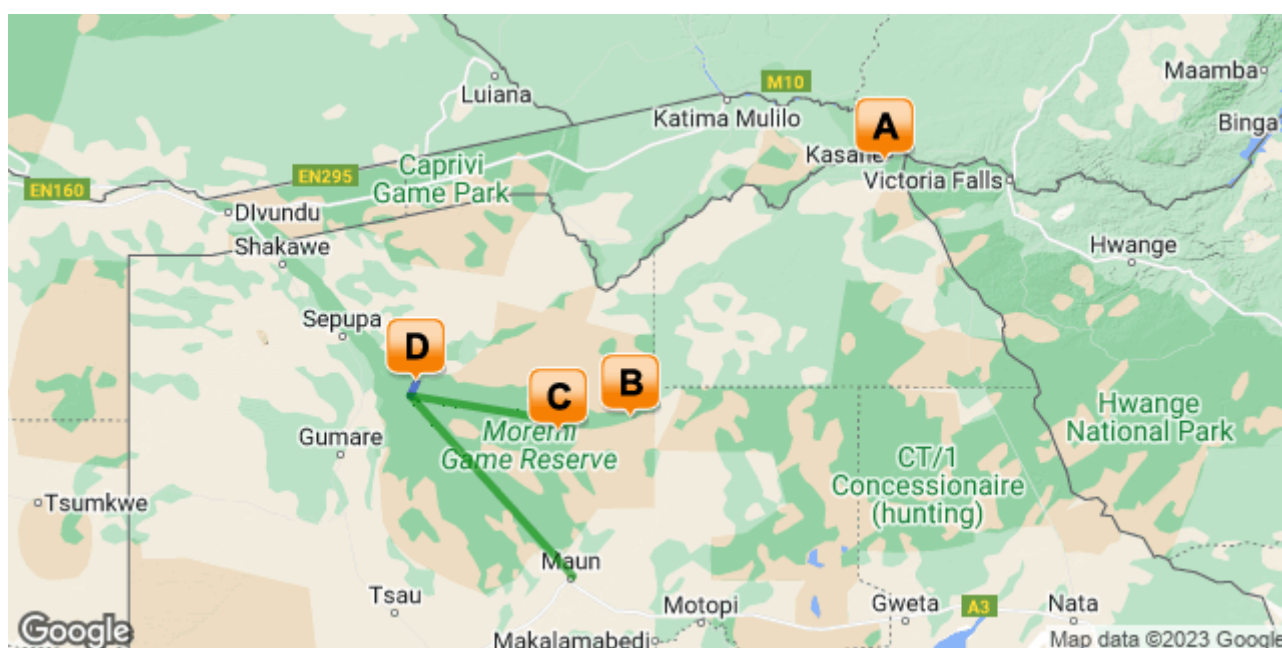 Maamba
M10
Luiana
Katima Mulilo
A
Binga
Kasane
Caprivi
Game Park
EN295
EN160
Victoria Falls
DIvundu
Shakawe
Hwange
Sepupa
D
B
C
Moremi
Game Reserve
Hwange
National Park
Gumare
CT/1
Concessionaire
(hunting)
Tsumkwe
Maun
Tsau
Motopi
Gweta
A3
Nata
Google
Makalamabedi
Map data ©2023 Google